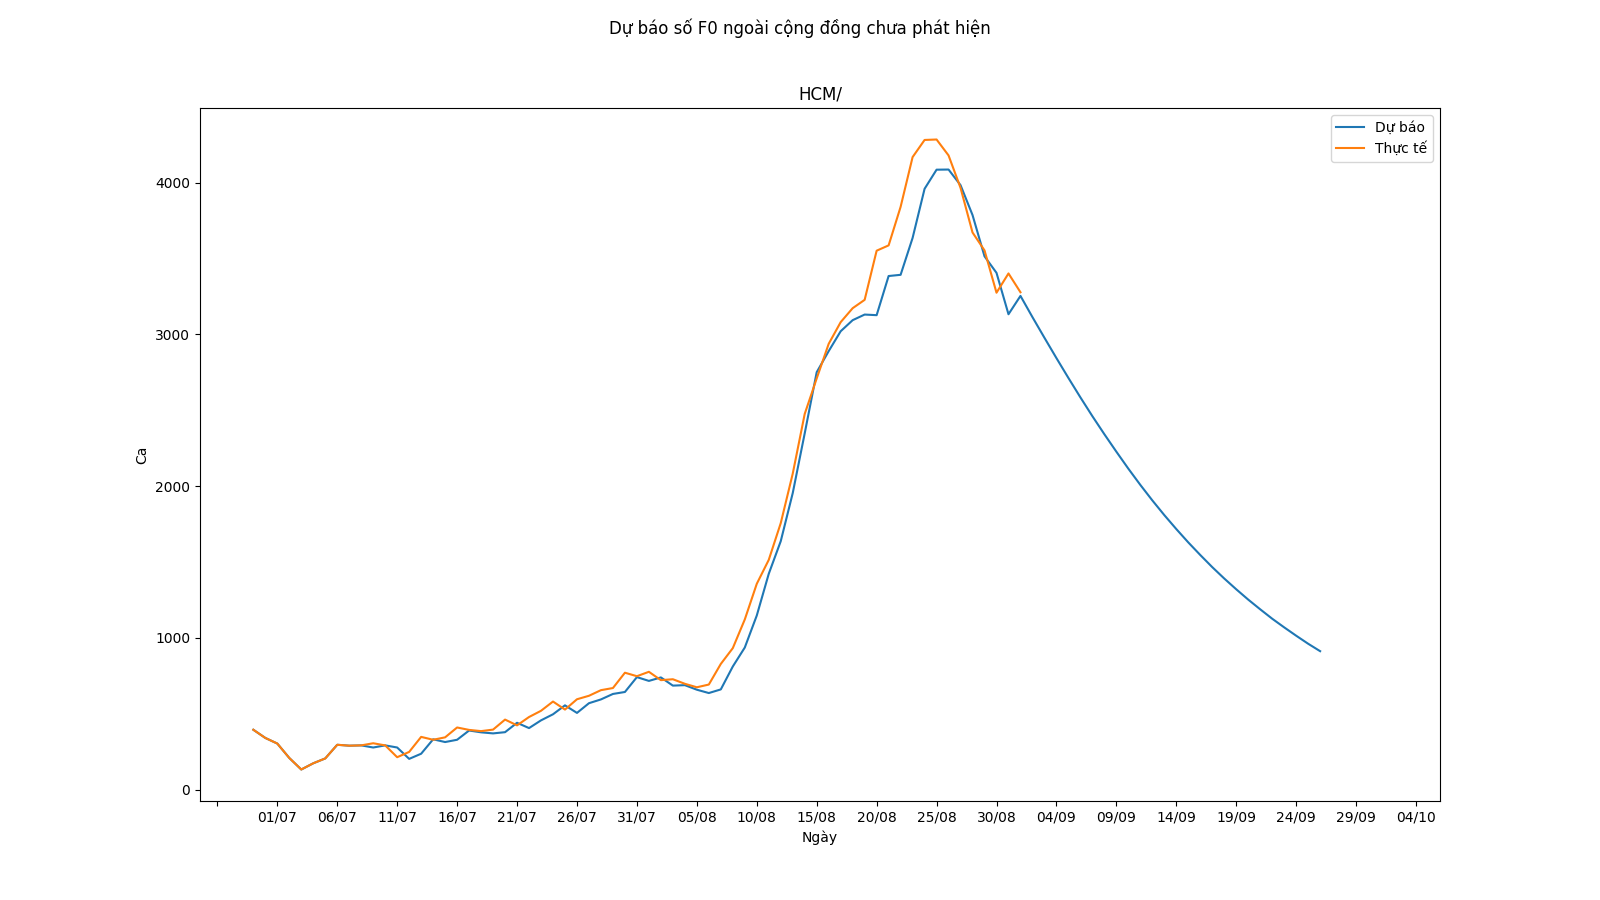 Dự báo số F0 ngoài cộng đồng chưa phát hiện
HCM/
Dự báo
Thực tế
4000
3000
2000
1000
0
Ca
01/07 06/07 11/07 16/07 21/07 26/07 31/07 05/08 10/08 15/08 20/08 25/08 30/08 04/09 09/09 14/09 19/09 24/09 29/09 04/10
Ngày